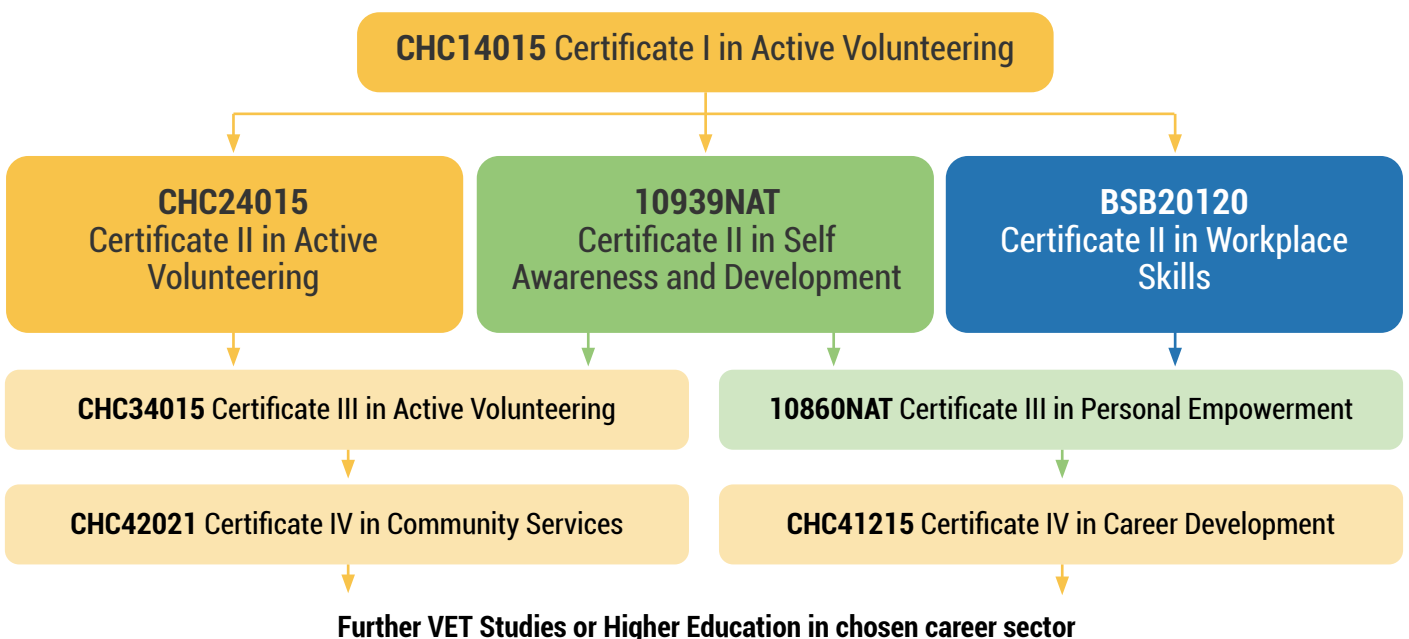 CHC14015 Certificate I in Active Volunteering
CHC24015
Certificate II in Active
Volunteering
10939NAT
Certificate II in Self
Awareness and Development
BSB20120
Certificate II in Workplace
Skills
CHC34015 Certificate III in Active Volunteering
10860NAT Certificate III in Personal Empowerment
CHC42021 Certificate IV in Community Services
CHC41215 Certificate IV in Career Development
Further VET Studies or Higher Education in chosen career sector